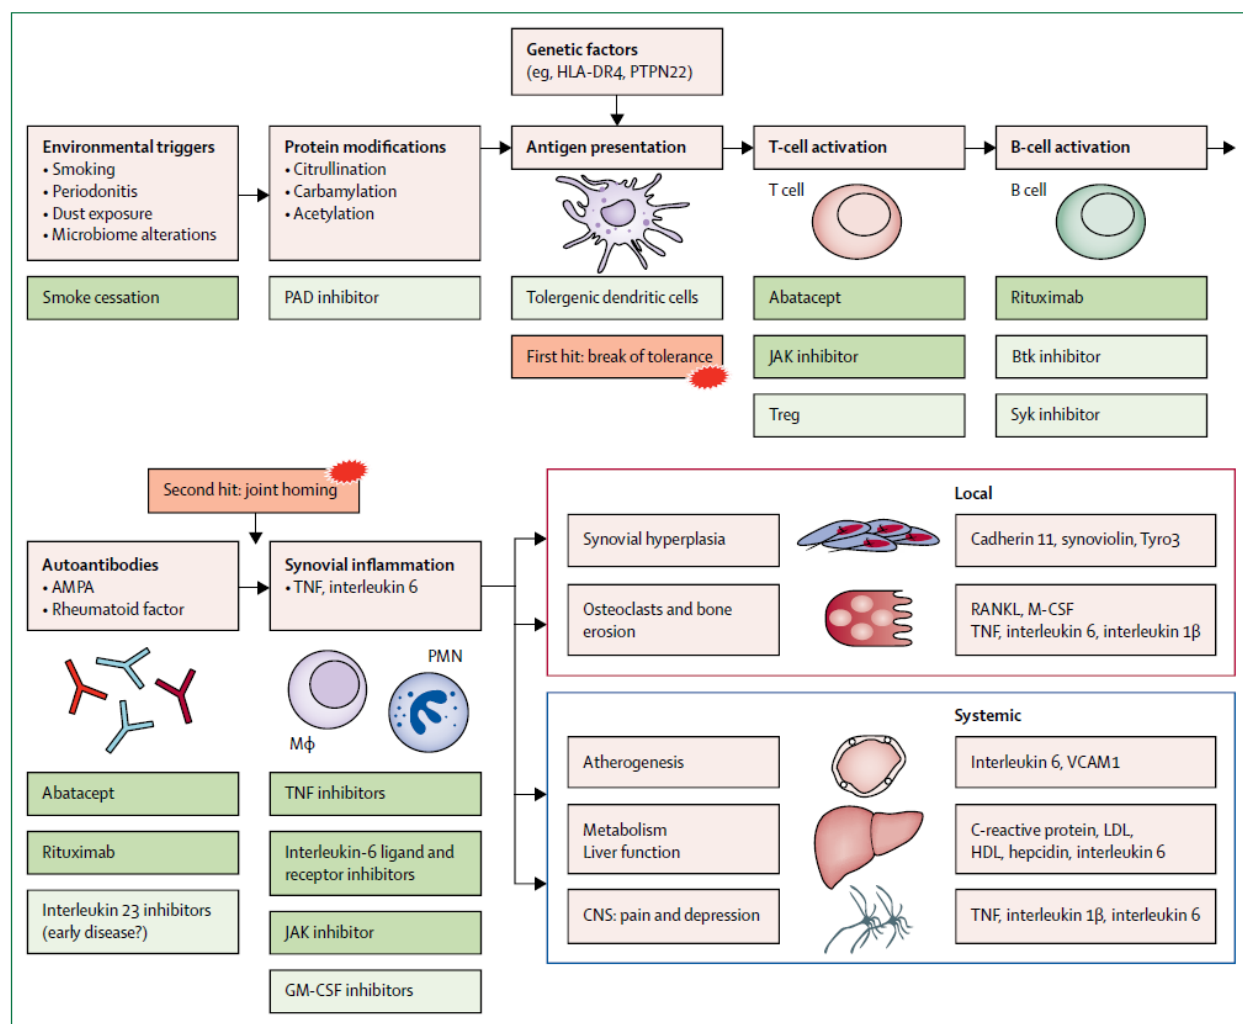 Genetic factors
(eg, HLA-DR4, PTPN22)
Environmental triggers
• Smoking
• Periodonitis
• Dust exposure
• Microbiome alterations
Protein modifications
• Citrullination
• Carbamylation
• Acetylation
Antigen presentation
T-cell activation
B-cell activation
T cell
B cell
Smoke cessation
PAD inhibitor
Tolergenic dendritic cells
Abatacept
Rituximab
First hit: break of tolerance
JAK inhibitor
Btk inhibitor
Treg
Syk inhibitor
Second hit: joint homing
Autoantibodies
• AMPA
• Rheumatoid factor
Synovial inflammation
• TNF, interleukin 6
PMN
Mϕ
Abatacept
Rituximab
Interleukin 23 inhibitors
(early disease?)
TNF inhibitors
Interleukin-6 ligand and
receptor inhibitors
JAK inhibitor
GM-CSF inhibitors
Local
Synovial hyperplasia
Cadherin 11, synoviolin, Tyro3
Osteoclasts and bone
erosion
RANKL, M-CSF
TNF, interleukin 6, interleukin 1β
Systemic
Atherogenesis
Interleukin 6, VCAM1
Metabolism
Liver function
C-reactive protein, LDL,
HDL, hepcidin, interleukin 6
CNS: pain and depression
TNF, interleukin 1β, interleukin 6